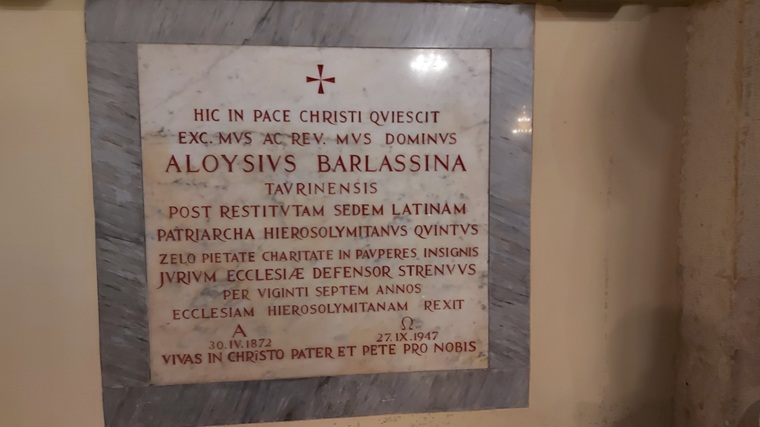 HIC IN PACE CHRISTI QVIESCIT
EXC. MVS AC REV. MVS DOMINVS
ALOYSIVS BARLASSINA
TAVRINENSIS
POST RESTITVTAM SEDEM LATINAM
PATRIARCHA HIEROSOLYMITANVS QVINTVS
ZELO PIETATE CHARITATE IN PAVPERES INSIGNIS
JVRIVM ECCLESIÆ DEFENSOR STRENVVS
PER VIGINTI SEPTEM ANNOS
ECCLESIAM HIEROSOLYMITANAM REXIT
A Ω
30.IV.1872 27.IX.1947
VIVAS IN CHRISTO PATER ET PETE PRO NOBIS